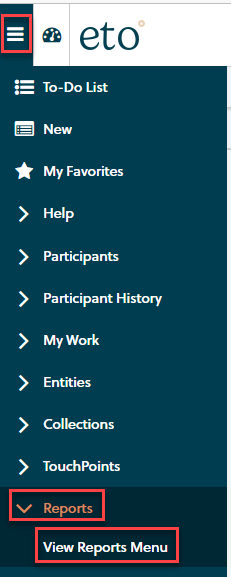 eto
To-Do List
New
My Favorites
Help
Participants
Participant History
My Work
Entities
Collections
TouchPoints
Reports
View Reports Menu